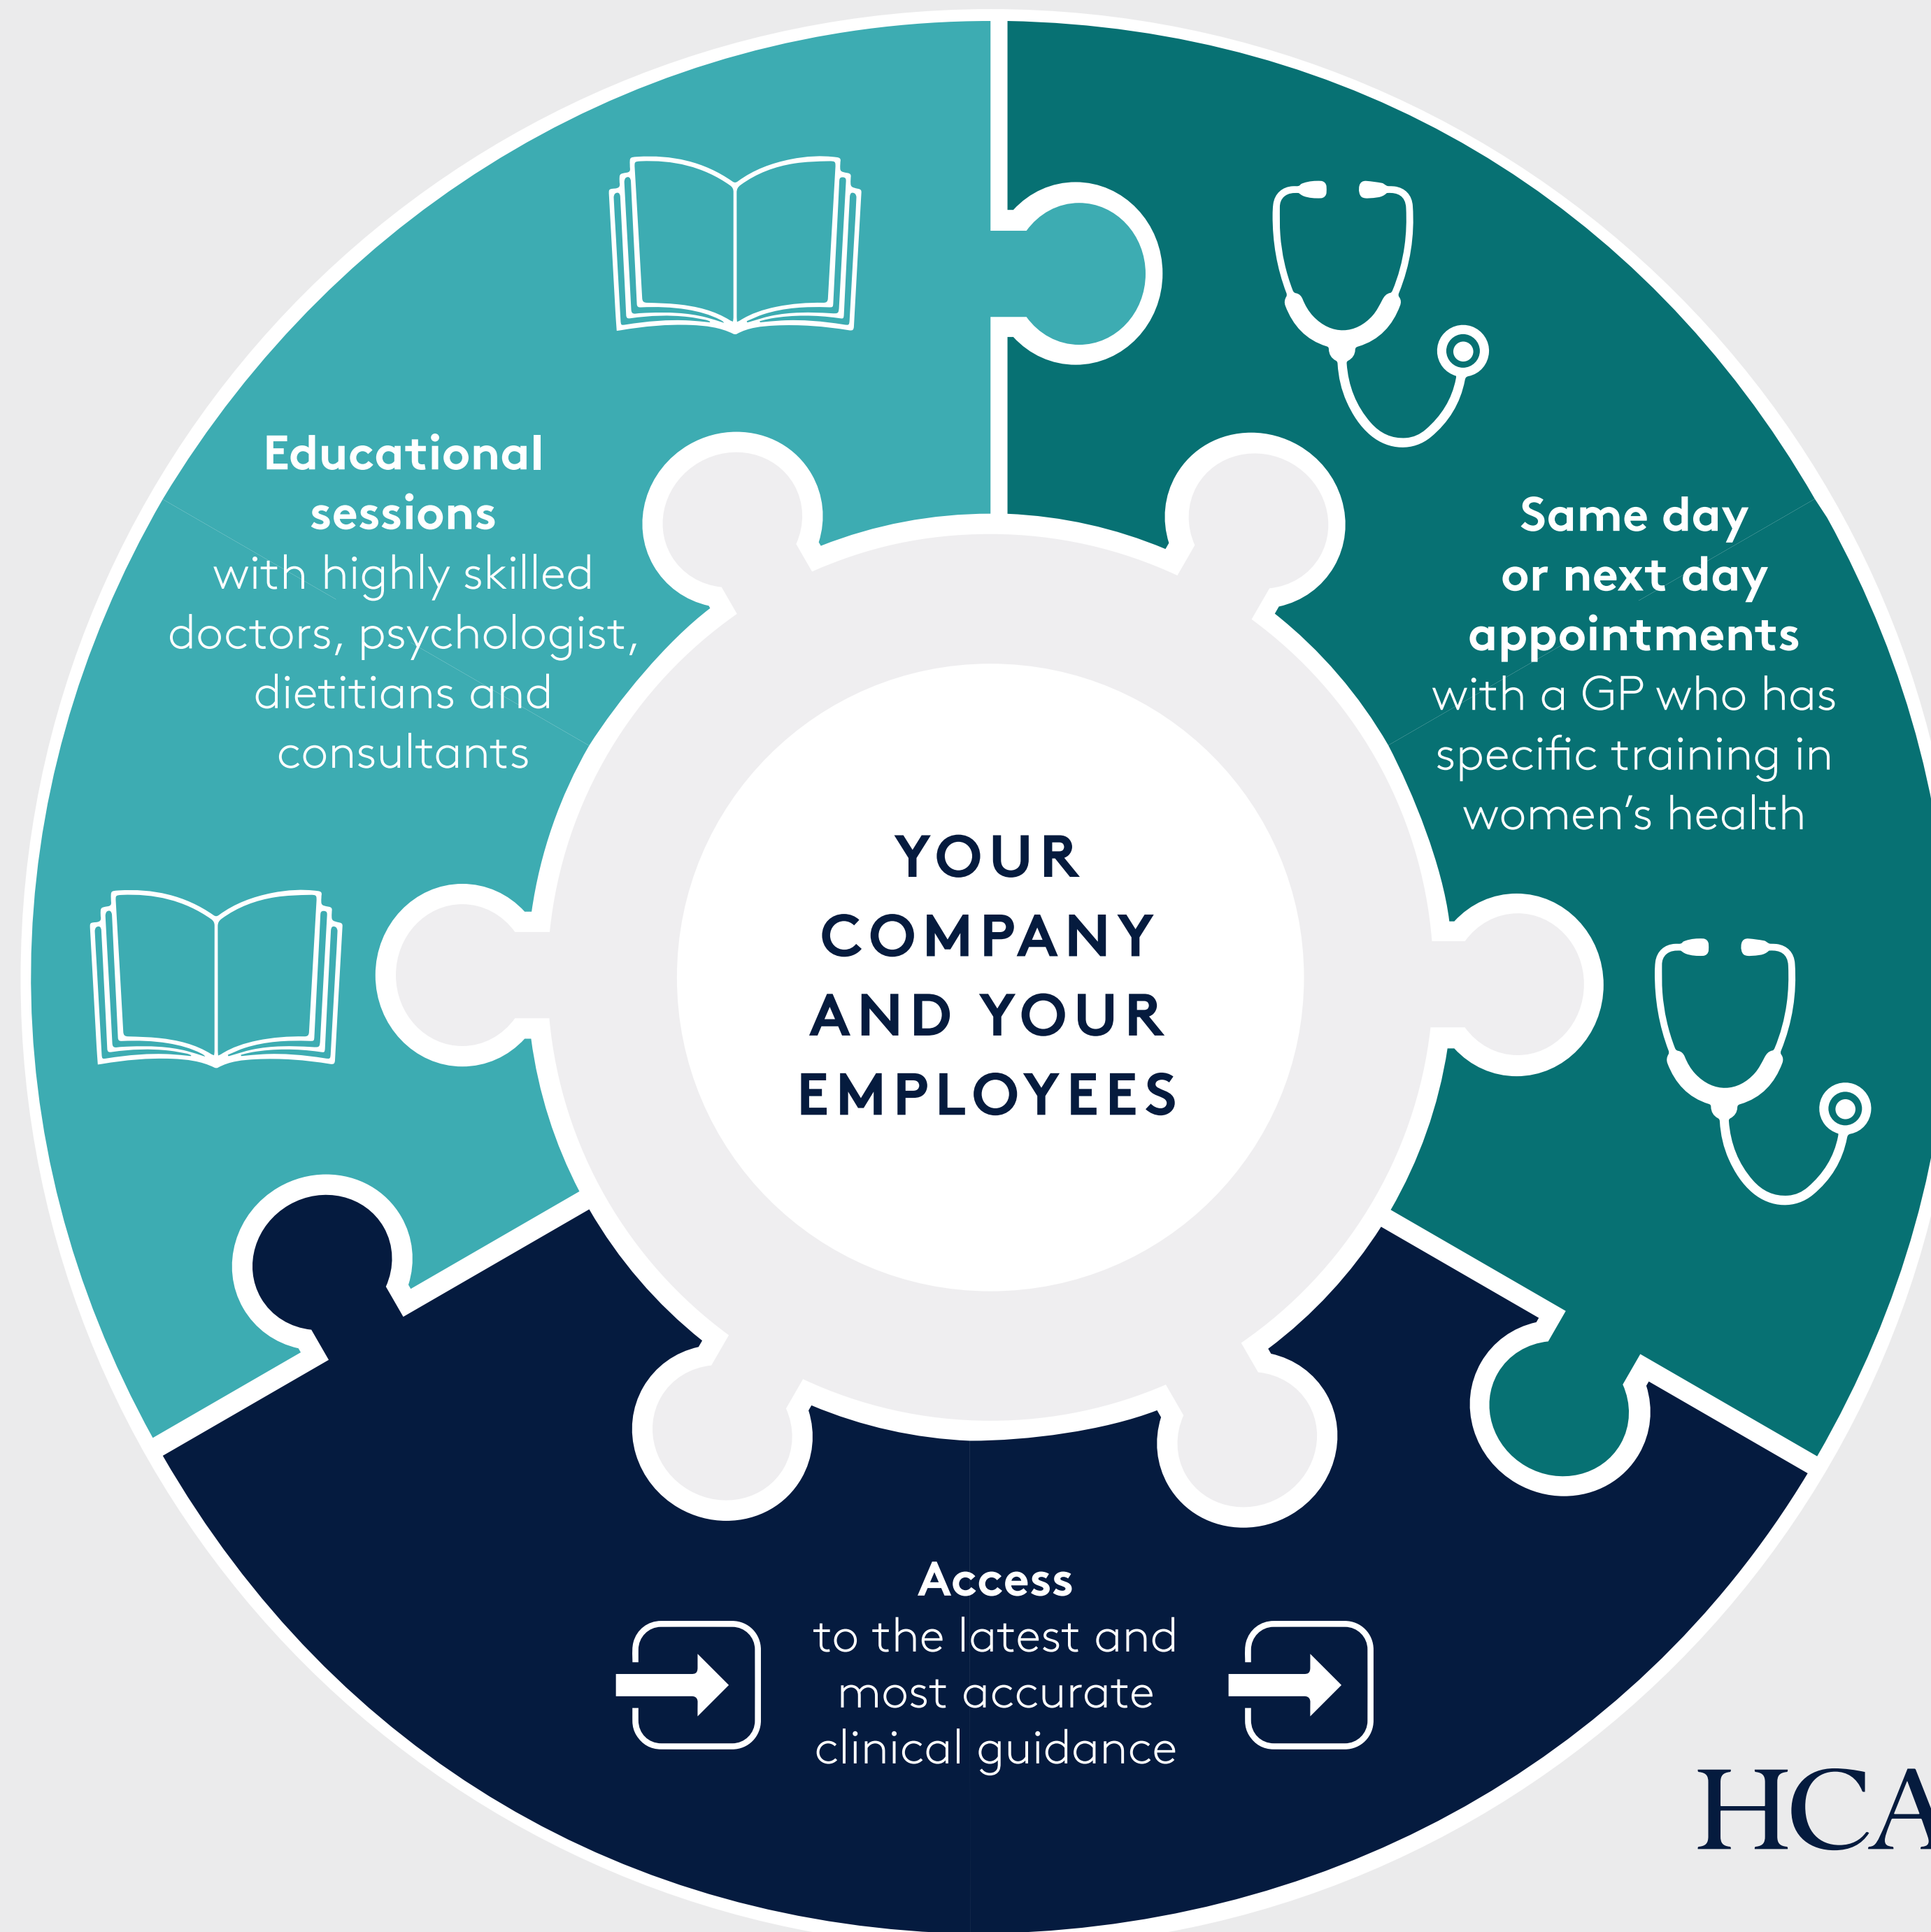 Educational
sessions
with highly skilled
doctors, psychologist,
dietitians and
consultants
Same day
or next day
appointments
with a GP who has
specific training in
women's health
YOUR
COMPANY
AND YOUR
EMPLOYEES
Access
to the latest and
most accurate
clinical guidance
HCA